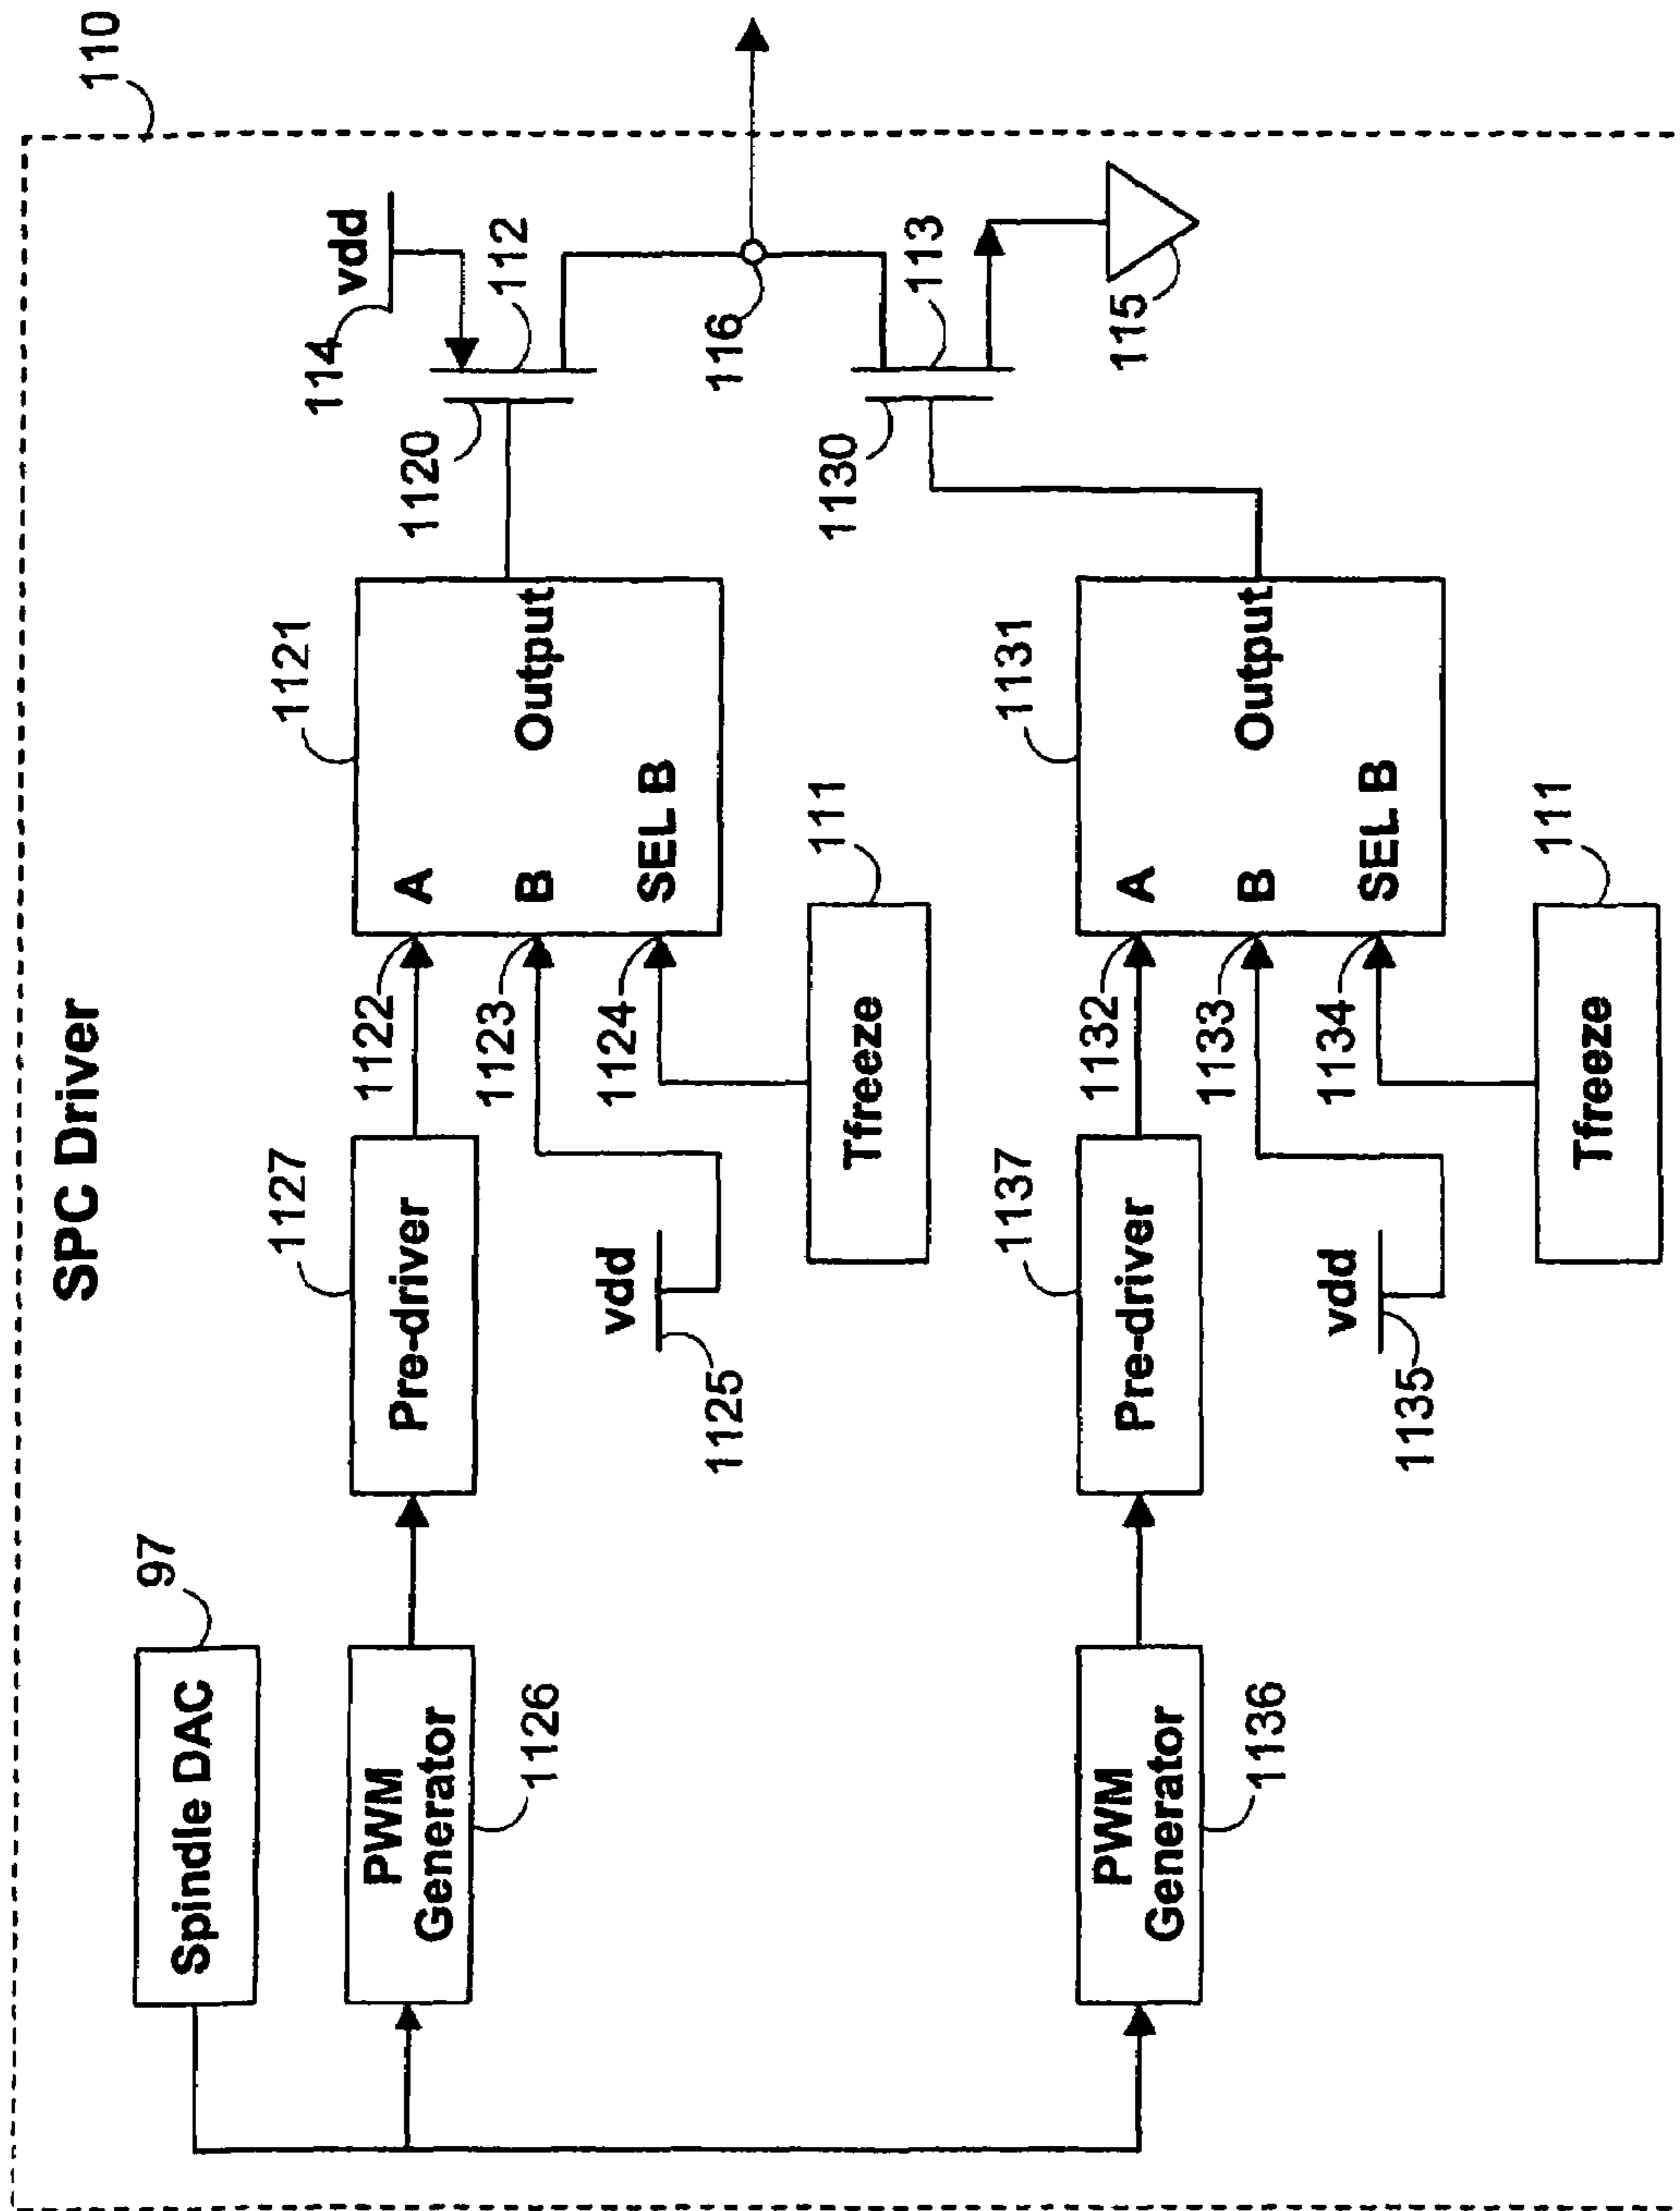 SPC Driver
110
97
Spindle DAC
PWM
Generator
1126
Pre-driver
1127
1122
1123
1124
vdd
1125
Tfreeze
111
1121
A
B
SEL B
Output
1120
114
vdd
112
116
PWM
Generator
1136
Pre-driver
1137
1132
1133
1134
vdd
1135
Tfreeze
111
1131
A
B
SEL B
Output
1130
113
115